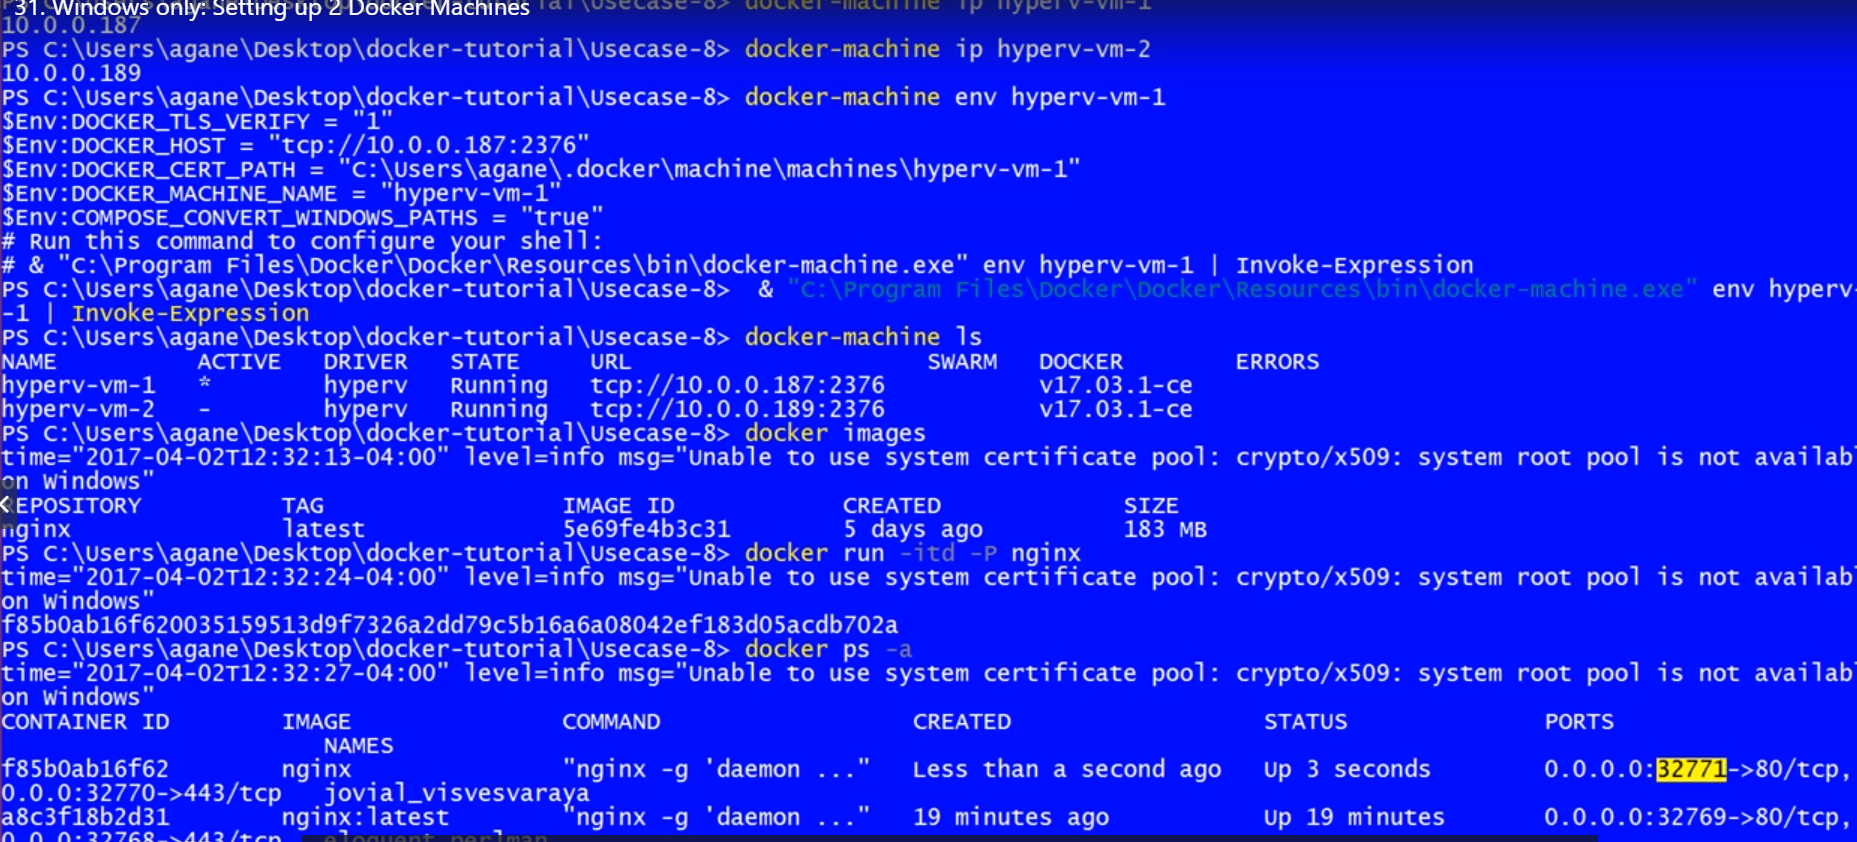 31. Windows only: Setting up 2 Docker Machines
docker-machine ip hyperv-vm-1
10.0.0.187
PS C:\Users\agane\Desktop\docker-tutorial\Usecase-8> docker-machine ip hyperv-vm-2
10.0.0.189
PS C:\Users\agane\Desktop\docker-tutorial\Usecase-8> docker-machine env hyperv-vm-1
$Env:DOCKER_TLS_VERIFY = "1"
$Env:DOCKER_HOST = "tcp://10.0.0.187:2376"
$Env:DOCKER_CERT_PATH = "C:\Users\agane\.docker\machine\machines\hyperv-vm-1"
$Env:DOCKER_MACHINE_NAME = "hyperv-vm-1"
$Env:COMPOSE_CONVERT_WINDOWS_PATHS = "true"
# Run this command to configure your shell:
# & "C:\Program Files\Docker\Docker\Resources\bin\docker-machine.exe" env hyperv-vm-1 | Invoke-Expression
PS C:\Users\agane\Desktop\docker-tutorial\Usecase-8>  & "C:\Program Files\Docker\Docker\Resources\bin\docker-machine.exe" env hyperv-
-1 | Invoke-Expression
PS C:\Users\agane\Desktop\docker-tutorial\Usecase-8> docker-machine ls
NAME ACTIVE DRIVER STATE URL SWARM DOCKER ERRORS
hyperv-vm-1 * hyperv Running tcp://10.0.0.187:2376 v17.03.1-ce
hyperv-vm-2 - hyperv Running tcp://10.0.0.189:2376 v17.03.1-ce
PS C:\Users\agane\Desktop\docker-tutorial\Usecase-8> docker images
time="2017-04-02T12:32:13-04:00" level=info msg="Unable to use system certificate pool: crypto/x509: system root pool is not availabl
on Windows"
REPOSITORY TAG IMAGE ID CREATED SIZE
nginx latest 5e69fe4b3c31 5 days ago 183 MB
PS C:\Users\agane\Desktop\docker-tutorial\Usecase-8> docker run -itd -P nginx
time="2017-04-02T12:32:24-04:00" level=info msg="Unable to use system certificate pool: crypto/x509: system root pool is not availabl
on Windows"
f85b0ab16f620035159513d9f7326a2dd79c5b16a6a08042ef183d05acdb702a
PS C:\Users\agane\Desktop\docker-tutorial\Usecase-8> docker ps -a
time="2017-04-02T12:32:27-04:00" level=info msg="Unable to use system certificate pool: crypto/x509: system root pool is not availabl
on Windows"
CONTAINER ID IMAGE COMMAND CREATED STATUS PORTS
NAMES
f85b0ab16f62 nginx "nginx -g 'daemon ..." Less than a second ago Up 3 seconds 0.0.0.0:32771->80/tcp,
0.0.0.0:32770->443/tcp jovial_visvesvaraya
a8c3f18b2d31 nginx:latest "nginx -g 'daemon ..." 19 minutes ago Up 19 minutes 0.0.0.0:32769->80/tcp,
0.0.0.0:32768->443/tcp eloquent_perlman